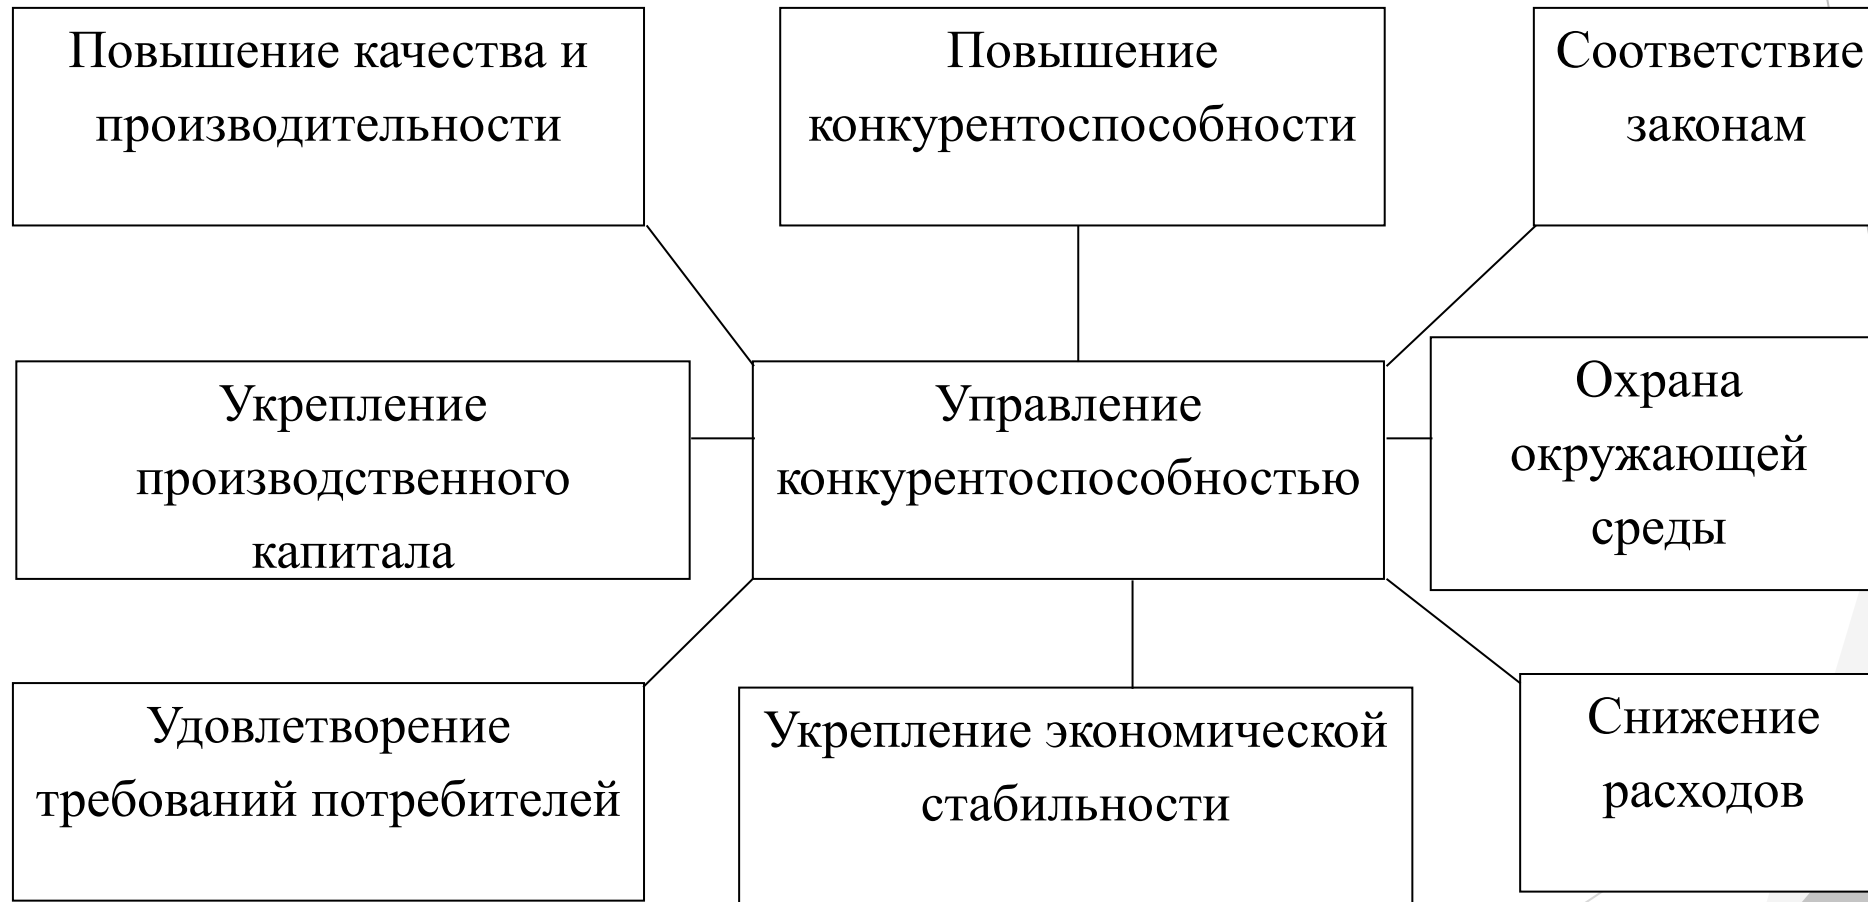 Повышение качества и
производительности
Повышение
конкурентоспособности
Соответствие
законам
Укрепление
производственного
капитала
Управление
конкурентоспособностью
Охрана
окружающей
среды
Удовлетворение
требований потребителей
Укрепление экономической
стабильности
Снижение
расходов